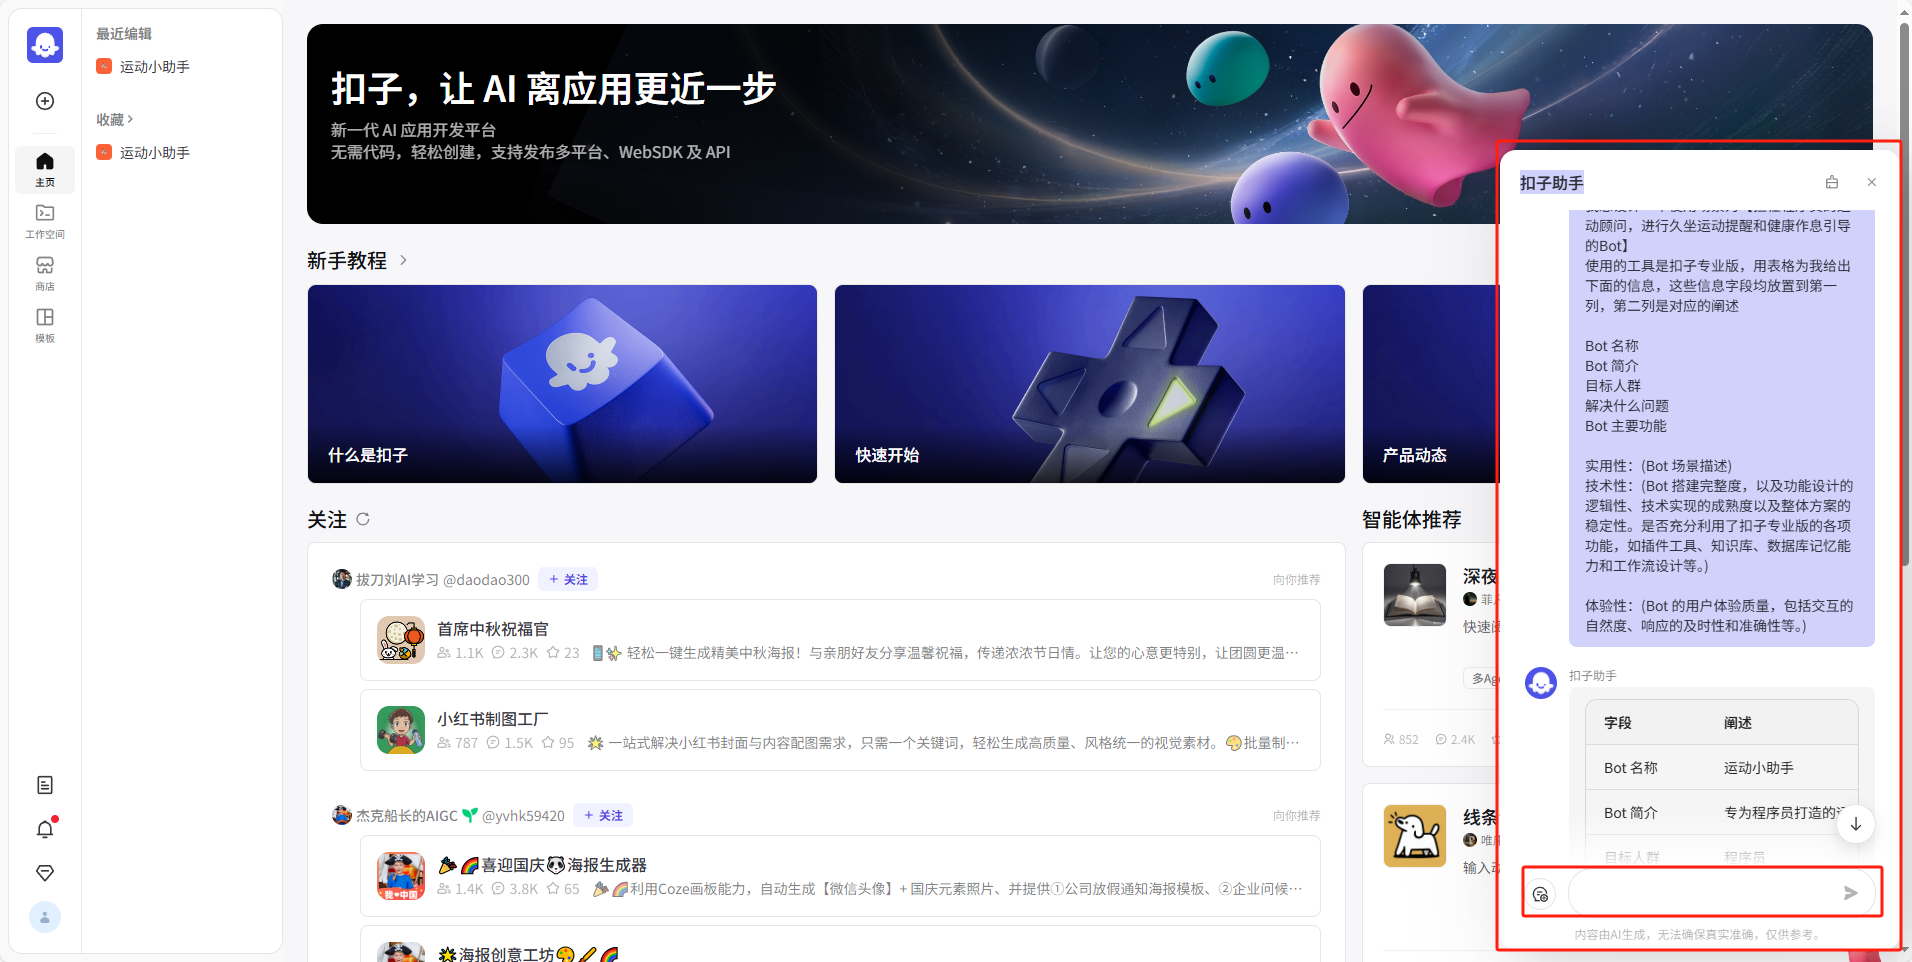 最近编辑
运动小助手
收藏
运动小助手
主页
工作空间
商店
模板
扣子，让 AI 离应用更近一步
新一代 AI 应用开发平台
无需代码，轻松创建，支持发布多平台、WebSDK 及 API
新手教程
什么是扣子
快速开始
产品动态
关注
拔刀刘AI学习 @daodao300
+ 关注
向你推荐
首席中秋祝福官
1.1K 2.3K 23 轻松一键生成精美中秋海报！与亲朋好友分享温馨祝福，传递浓浓节日情。让您的心意更特别，让团圆更温…
小红书制图工厂
787 1.5K 95 一站式解决小红书封面与内容配图需求，只需一个关键词，轻松生成高质量、风格统一的视觉素材。批量制…
杰克船长的AIGC @yvhk59420
+ 关注
向你推荐
喜迎国庆海报生成器
1.4K 3.8K 65 利用Coze画板能力，自动生成【微信头像】+ 国庆元素照片、并提供①公司放假通知海报模板、②企业问候…
我❤中国
海报创意工坊
智能体推荐
深夜
快速
多Ag
852 2.4K
线条
输入
扣子助手
动顾问，进行久坐运动提醒和健康作息引导
的Bot】
使用的工具是扣子专业版，用表格为我给出
下面的信息，这些信息字段均放置到第一
列，第二列是对应的阐述
Bot 名称
Bot 简介
目标人群
解决什么问题
Bot 主要功能
实用性：(Bot 场景描述)
技术性：(Bot 搭建完整度，以及功能设计的
逻辑性、技术实现的成熟度以及整体方案的
稳定性。是否充分利用了扣子专业版的各项
功能，如插件工具、知识库、数据库记忆能
力和工作流设计等。)
体验性：(Bot 的用户体验质量，包括交互的
自然度、响应的及时性和准确性等。)
扣子助手
字段 阐述
Bot 名称 运动小助手
Bot 简介 专为程序员打造的
目标人群 程序员
内容由AI生成，无法确保真实准确，仅供参考。